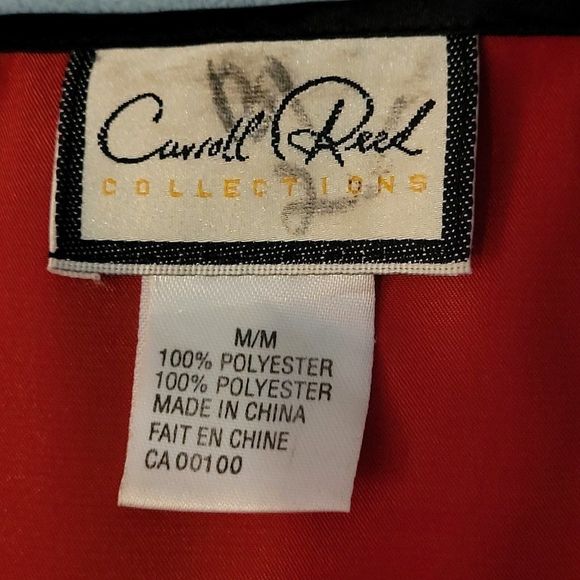 Carroll Reed
COLLECTIONS
M/M
100% POLYESTER
100% POLYESTER
MADE IN CHINA
FAIT EN CHINE
CA 00100